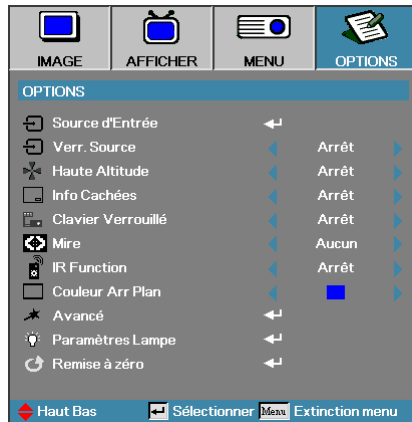 IMAGE AFFICHER MENU OPTIONS
OPTIONS
Source d'Entrée
Verr. Source Arrêt
Haute Altitude Arrêt
Info Cachées Arrêt
Clavier Verrouillé Arrêt
Mire Aucun
IR Function Arrêt
Couleur Arr Plan
Avancé
Paramètres Lampe
Remise à zéro
Haut Bas Sélectionner Menu Extinction menu